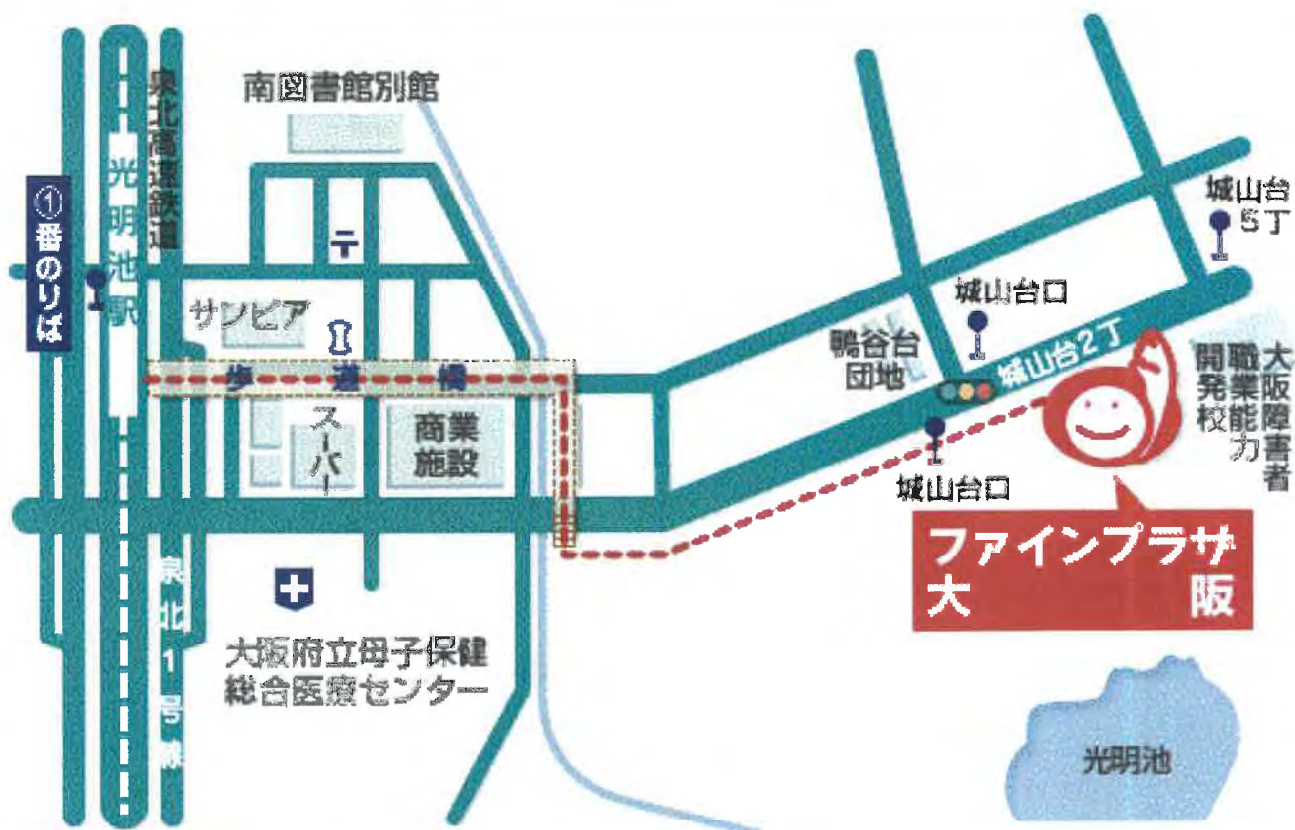 南図書館別館
泉北高速鉄道
光明池駅
①番のりば
〒
サンピア
歩道橋
スーパー
商業
施設
泉北1号線
大阪府立母子保健
総合医療センター
城山台
5丁
城山台口
鴨谷台
団地
城山台2丁
城山台口
大阪障害者
職業能力
開発校
ファインプラザ
大阪
光明池